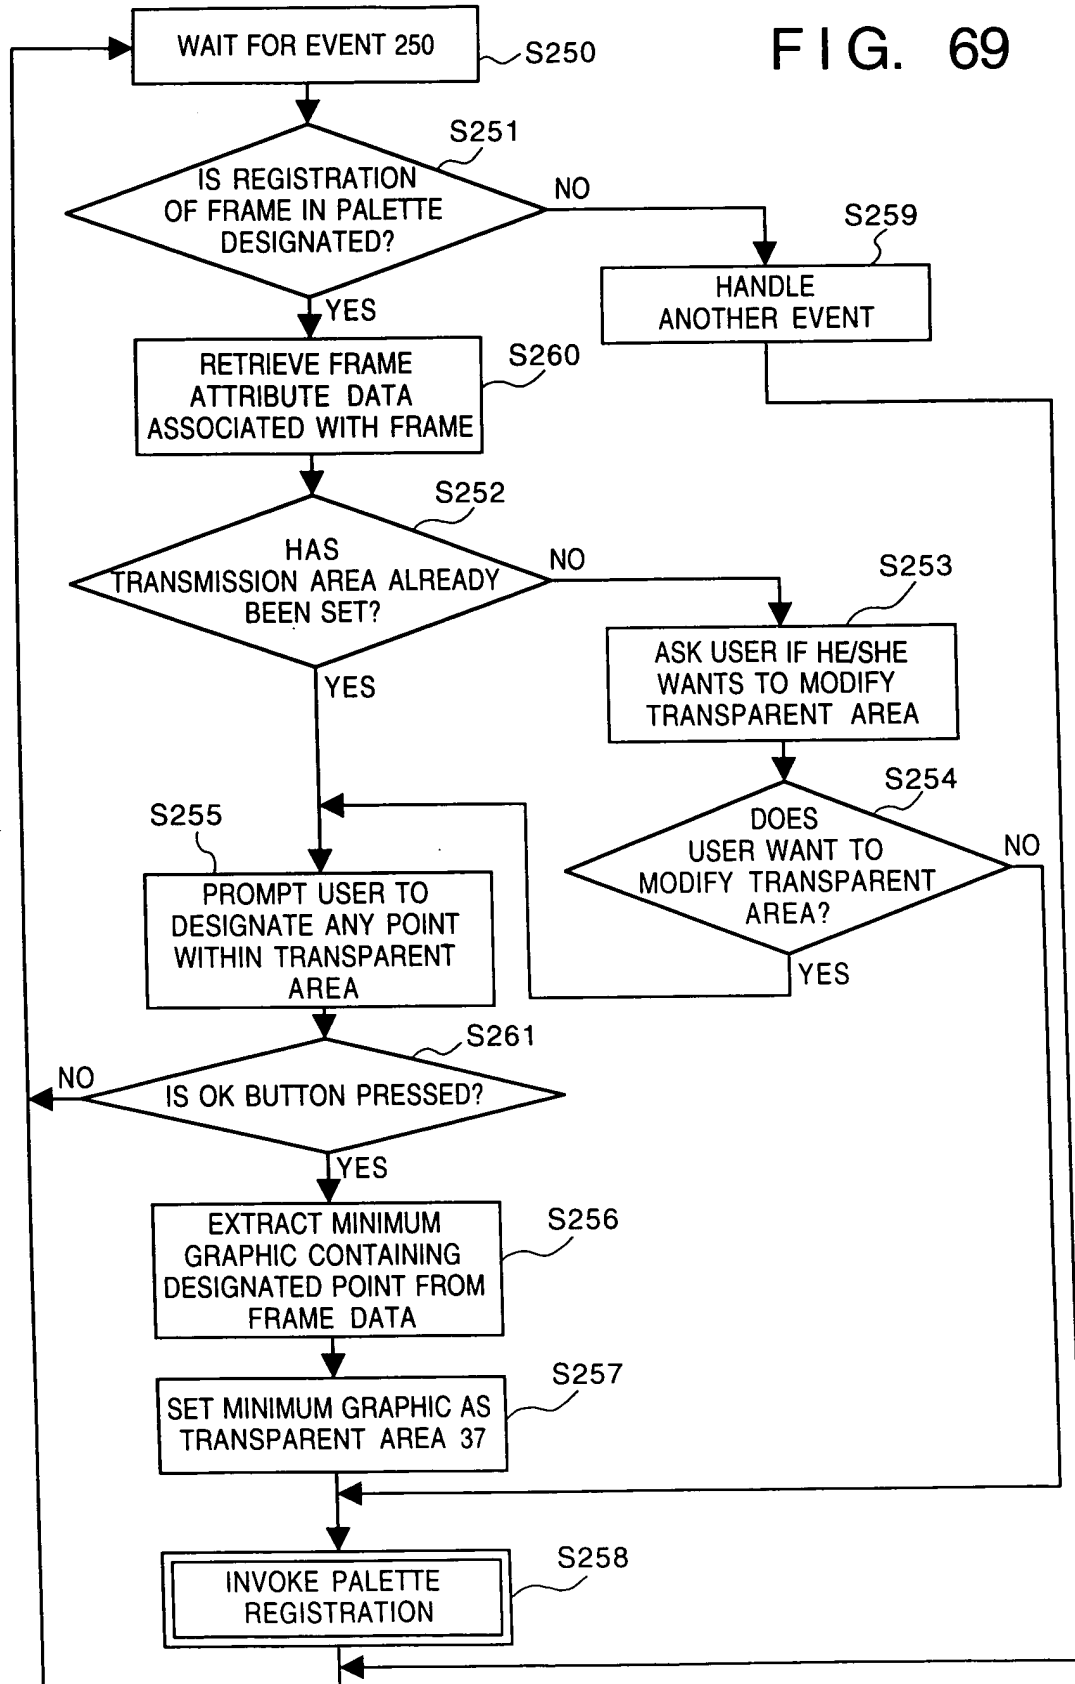 FIG. 69
WAIT FOR EVENT 250
S250
S251
IS REGISTRATION
OF FRAME IN PALETTE
DESIGNATED?
NO
YES
S259
HANDLE
ANOTHER EVENT
S260
RETRIEVE FRAME
ATTRIBUTE DATA
ASSOCIATED WITH FRAME
S252
HAS
TRANSMISSION AREA ALREADY
BEEN SET?
NO
YES
S253
ASK USER IF HE/SHE
WANTS TO MODIFY
TRANSPARENT AREA
S254
DOES
USER WANT TO
MODIFY TRANSPARENT
AREA?
NO
YES
S255
PROMPT USER TO
DESIGNATE ANY POINT
WITHIN TRANSPARENT
AREA
S261
IS OK BUTTON PRESSED?
NO
YES
S256
EXTRACT MINIMUM
GRAPHIC CONTAINING
DESIGNATED POINT FROM
FRAME DATA
S257
SET MINIMUM GRAPHIC AS
TRANSPARENT AREA 37
S258
INVOKE PALETTE
REGISTRATION